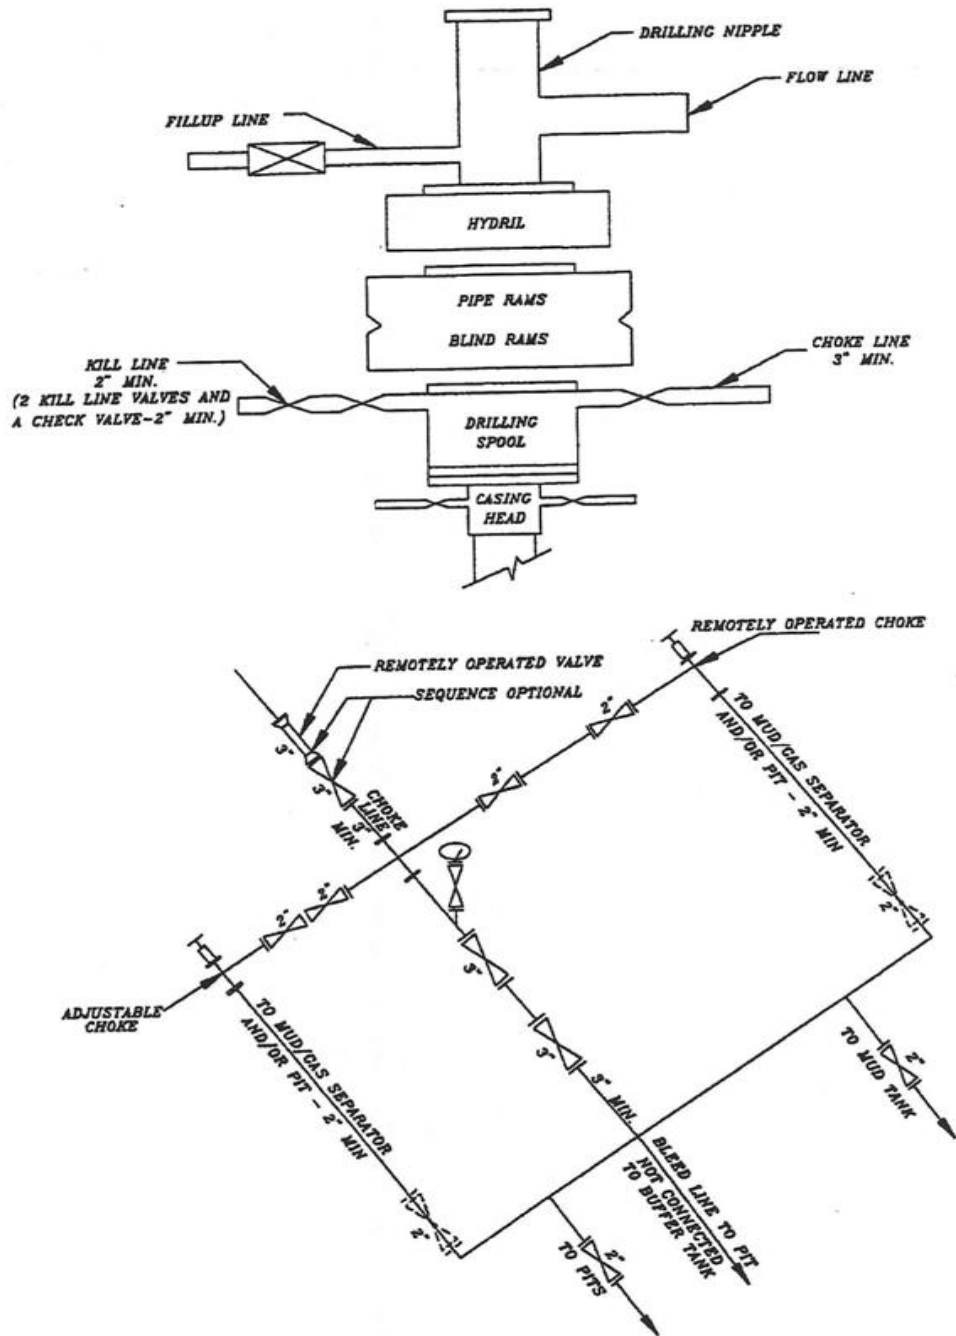 DRILLING NIPPLE
FLOW LINE
FILLUP LINE
HYDRIL
PIPE RAMS
BLIND RAMS
KILL LINE
2" MIN.
(2 KILL LINE VALVES AND
A CHECK VALVE-2" MIN.)
CHOKE LINE
3" MIN.
DRILLING
SPOOL
CASING
HEAD
REMOTELY OPERATED CHOKE
REMOTELY OPERATED VALVE
SEQUENCE OPTIONAL
3"
3"
CHOKE
LINE
3"
MIN.
2"
2"
2"
2"
TO MUD/GAS SEPARATOR
AND/OR PIT - 2" MIN
2"
ADJUSTABLE
CHOKE
TO MUD/GAS SEPARATOR
AND/OR PIT - 2" MIN
2"
3"
3"
3" MIN.
BLEED LINE TO PIT
NOT CONNECTED
TO BUFFER TANK
2"
TO MUD TANK
2"
TO PITS